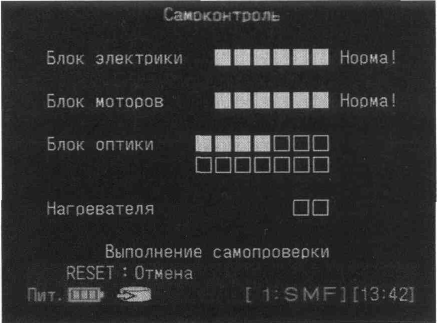 Самоконтроль
Блок электрики Норма!
Блок моторов Норма!
Блок оптики
Нагревателя
Выполнение самопроверки
RESET : Отмена
Пит. [ 1:SMF][13:42]